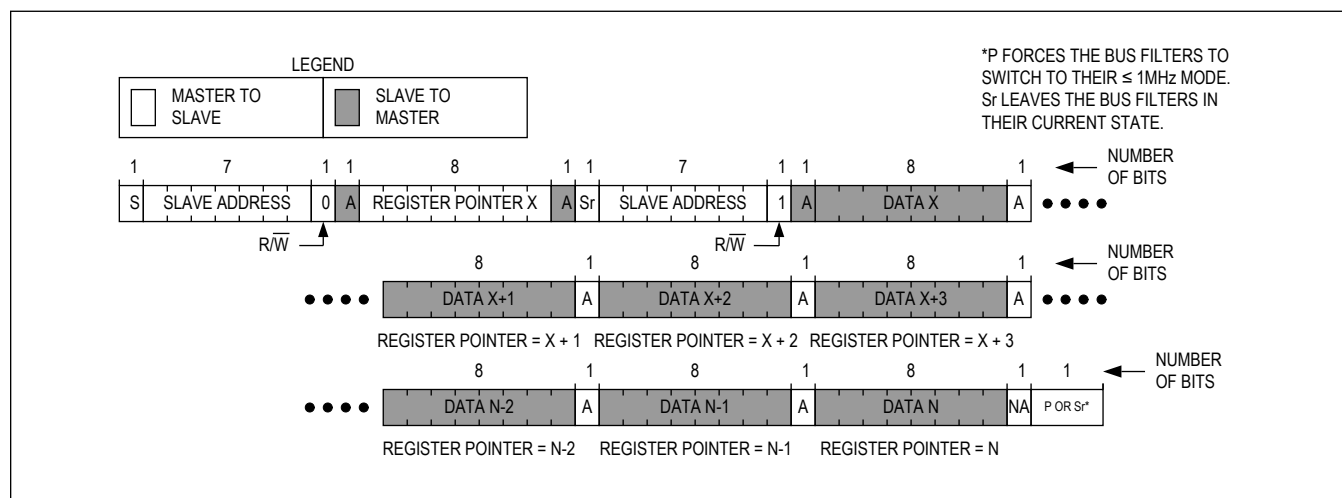 LEGEND
MASTER TO
SLAVE
SLAVE TO
MASTER
*P FORCES THE BUS FILTERS TO
SWITCH TO THEIR ≤ 1MHz MODE.
Sr LEAVES THE BUS FILTERS IN
THEIR CURRENT STATE.
1 7 1 1 8 1 1 7 1 1 8 1
NUMBER
OF BITS
S SLAVE ADDRESS 0 A REGISTER POINTER X A Sr SLAVE ADDRESS 1 A DATA X A
R/W̅ R/W̅
8 1 8 1 8 1
NUMBER
OF BITS
DATA X+1 A DATA X+2 A DATA X+3 A
REGISTER POINTER = X + 1 REGISTER POINTER = X + 2 REGISTER POINTER = X + 3
8 1 8 1 8 1 1
NUMBER
OF BITS
DATA N-2 A DATA N-1 A DATA N NA P OR Sr*
REGISTER POINTER = N-2 REGISTER POINTER = N-1 REGISTER POINTER = N